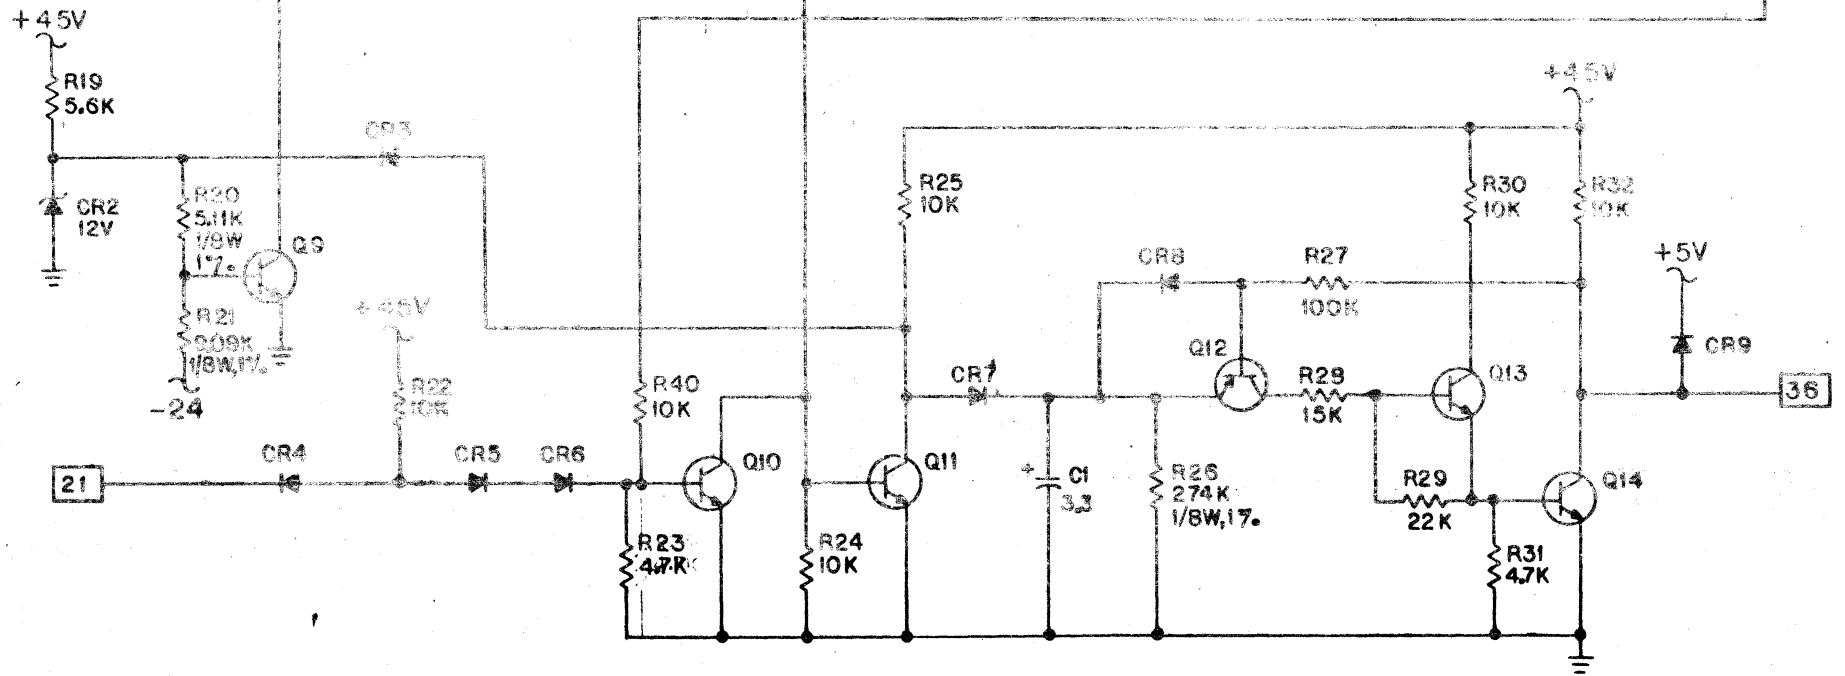 +45V
R19
5.6K
CR2
12V
R20
5.11K
1/8W
1%
Q9
R21
9.09K
1/8W,1%
-24
CR3
+45V
R22
10K
21
CR4
CR5
CR6
R40
10K
R23
4.7K
Q10
R24
10K
Q11
R25
10K
CR7
+
C1
3.3
R26
274K
1/8W,1%
CR8
R27
100K
Q12
R28
15K
R29
22K
Q13
R30
10K
+45V
R32
10K
R31
4.7K
Q14
+5V
CR9
36